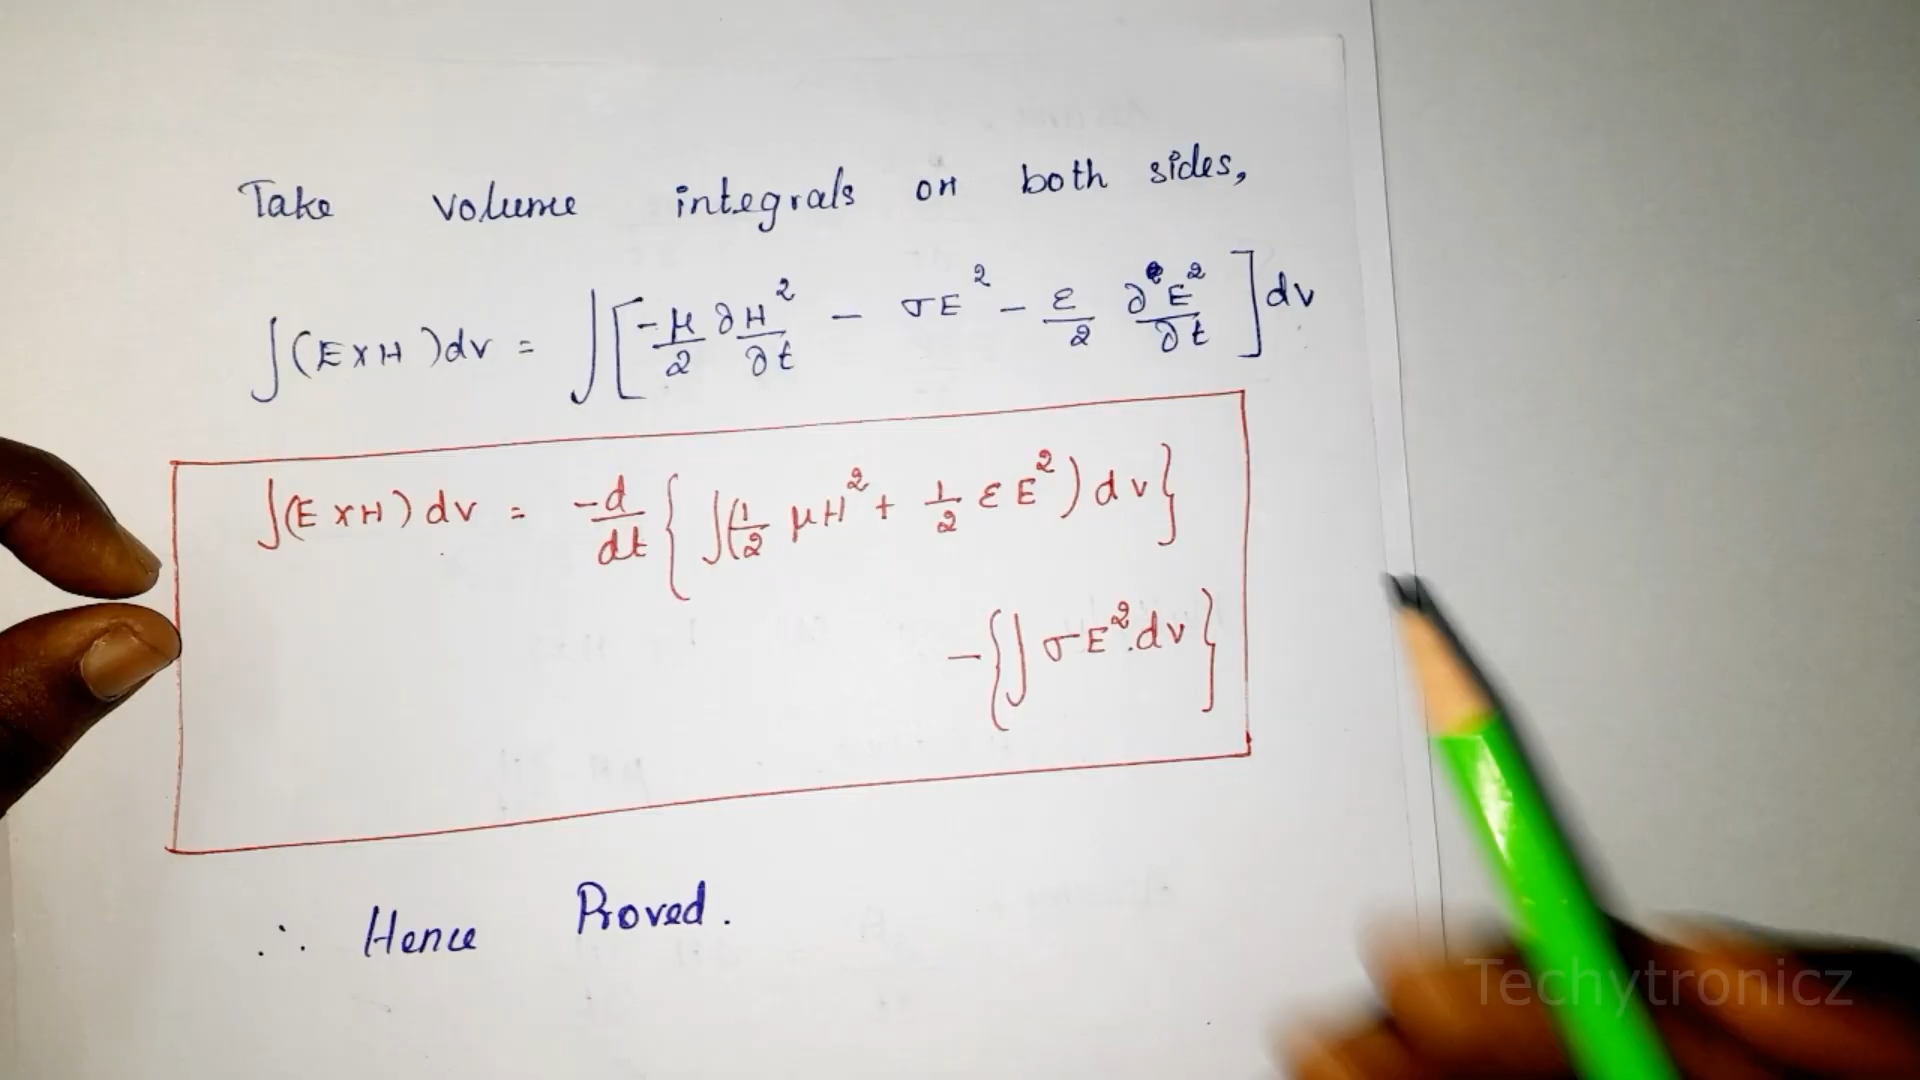 Take volume integrals on both sides,
∫(E×H)dv = ∫[-μ/2 ∂H²/∂t - σE² - ε/2 ∂E²/∂t]dv
∫(E×H)dv = -d/dt {∫(1/2 μH² + 1/2 εE²)dv}
-{∫σE².dv}
∴ Hence Proved.
Techytronicz